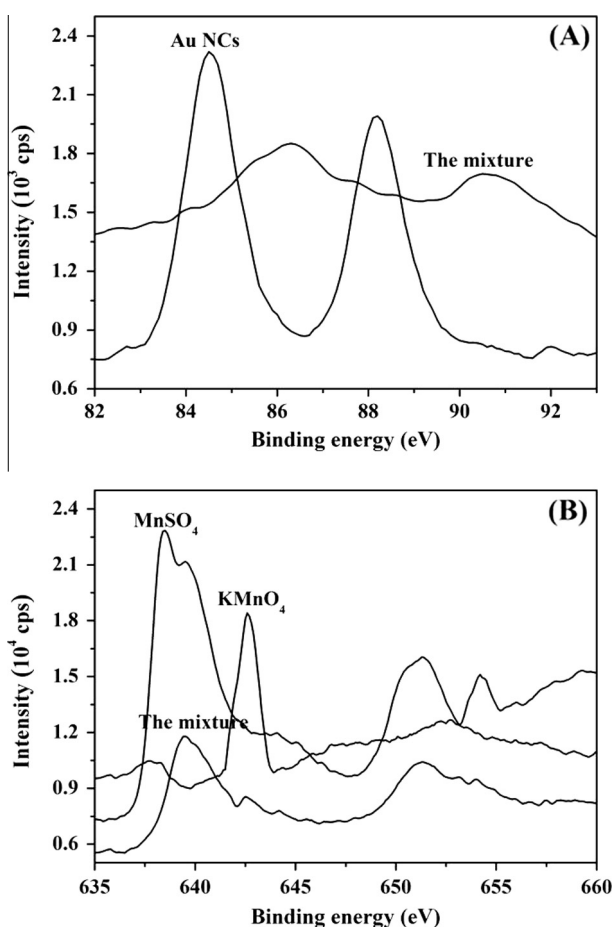 (A)
Au NCs
The mixture
2.4
2.1
1.8
1.5
1.2
0.9
0.6
Intensity (10³ cps)
82 84 86 88 90 92
Binding energy (eV)
(B)
MnSO₄
KMnO₄
The mixture
2.4
2.1
1.8
1.5
1.2
0.9
0.6
Intensity (10⁴ cps)
635 640 645 650 655 660
Binding energy (eV)